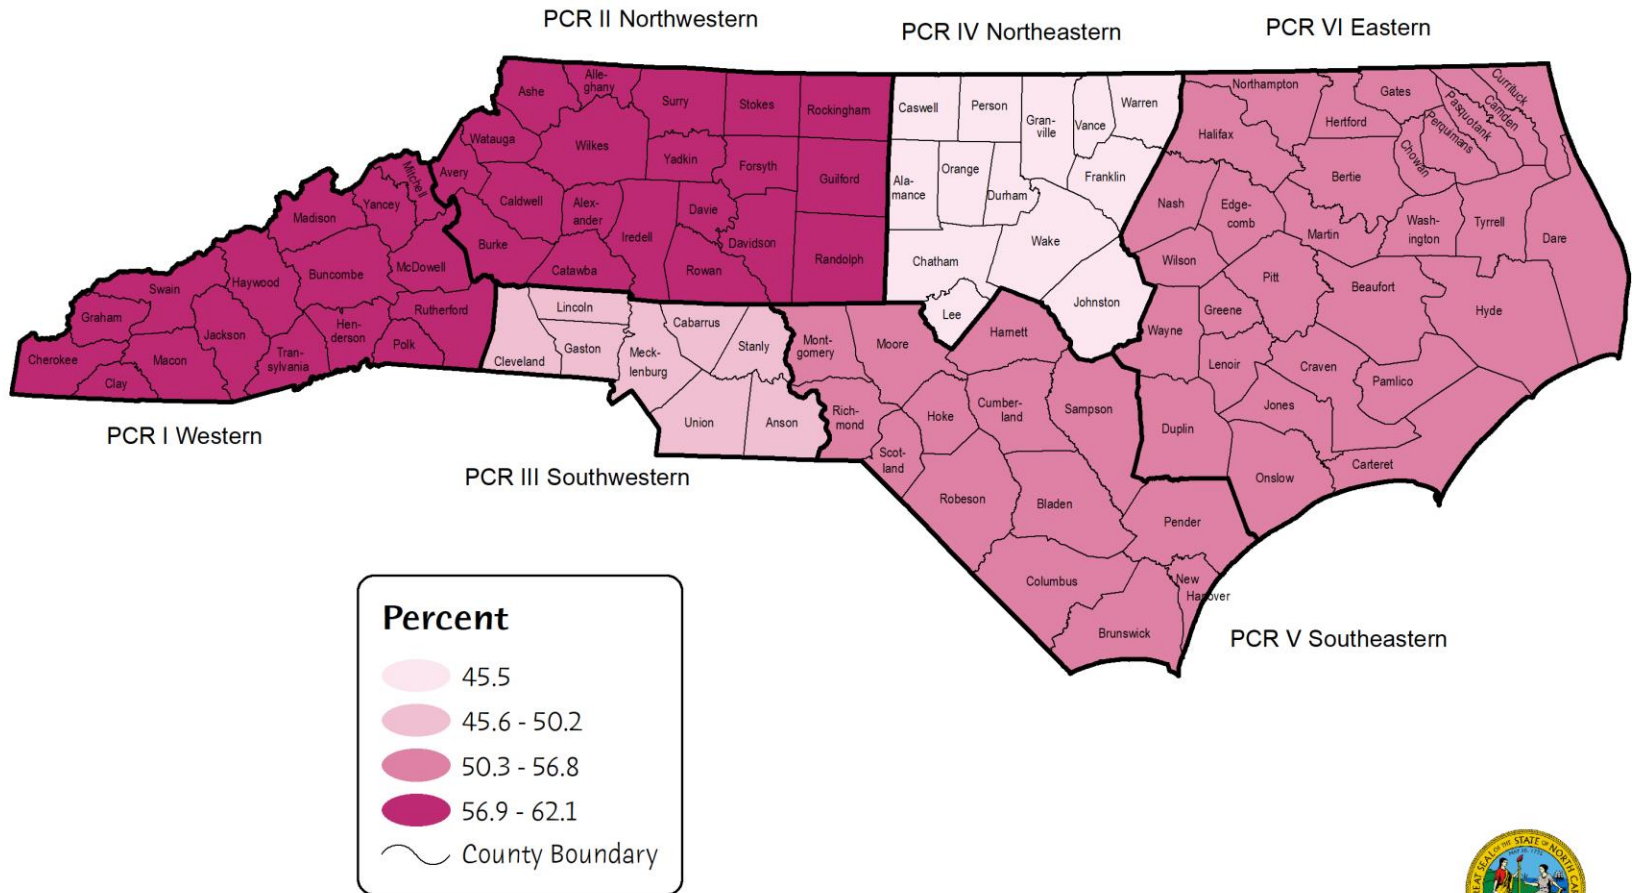 PCR II Northwestern
PCR IV Northeastern
PCR VI Eastern
Ashe
Alle-
ghany
Surry
Stokes
Rockingham
Caswell
Person
Gran-
ville
Vance
Warren
Northampton
Gates
Currituck
Camden
Pasquotank
Perquimans
Chowan
Hertford
Halifax
Watauga
Wilkes
Yadkin
Forsyth
Guilford
Ala-
mance
Orange
Durham
Franklin
Bertie
Mitchell
Avery
Caldwell
Alex-
ander
Davie
Iredell
Davidson
Nash
Edge-
comb
Martin
Wash-
ington
Tyrrell
Dare
Madison
Yancey
Burke
Catawba
Rowan
Randolph
Chatham
Wake
Wilson
Pitt
Beaufort
Hyde
Swain
Haywood
Buncombe
McDowell
Graham
Jackson
Rutherford
Lincoln
Cabarrus
Lee
Johnston
Greene
Wayne
Cherokee
Macon
Clay
Tran-
sylvania
Hen-
derson
Polk
Cleveland
Gaston
Meck-
lenburg
Stanly
Mont-
gomery
Moore
Harnett
Lenoir
Craven
Pamlico
Jones
Union
Anson
Rich-
mond
Hoke
Cumber-
land
Sampson
Duplin
Scot-
land
Onslow
Carteret
PCR I Western
PCR III Southwestern
Robeson
Bladen
Pender
Columbus
New
Hanover
Brunswick
PCR V Southeastern
Percent
45.5
45.6 - 50.2
50.3 - 56.8
56.9 - 62.1
County Boundary